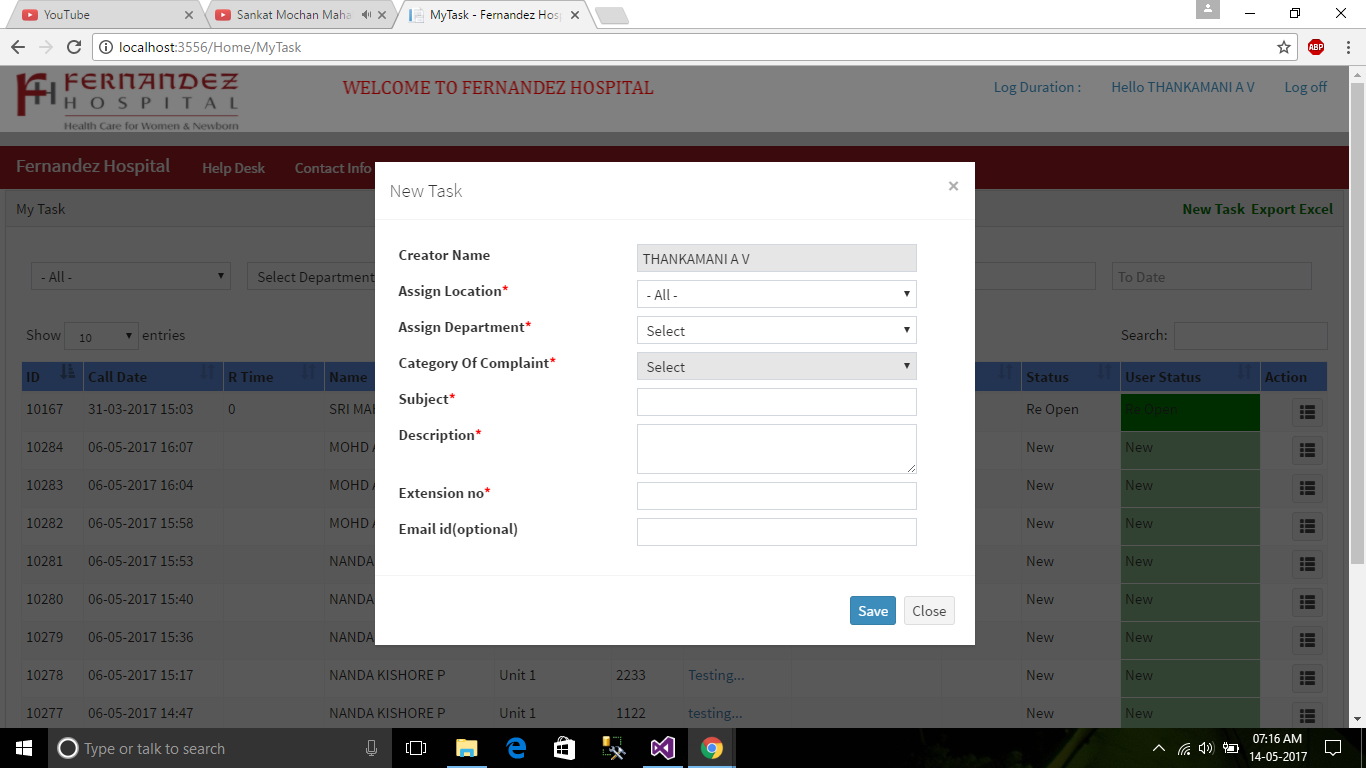 YouTube
Sankat Mochan Maha
MyTask - Fernandez Hosp
localhost:3556/Home/MyTask
ABP
FERNANDEZ
HOSPITAL
Health Care for Women & Newborn
WELCOME TO FERNANDEZ HOSPITAL
Log Duration :
Hello THANKAMANI A V
Log off
Fernandez Hospital
Help Desk
Contact Info
My Task
New Task Export Excel
- All -
Select Department
To Date
Show 10 entries
Search:
ID Call Date R Time Name Status User Status Action
10167 31-03-2017 15:03 0 SRI MA Re Open Re Open
10284 06-05-2017 16:07 MOHD A New New
10283 06-05-2017 16:04 MOHD A New New
10282 06-05-2017 15:58 MOHD A New New
10281 06-05-2017 15:53 NANDA New New
10280 06-05-2017 15:40 NANDA New New
10279 06-05-2017 15:36 NANDA New New
10278 06-05-2017 15:17 NANDA KISHORE P Unit 1 2233 Testing... New New
10277 06-05-2017 14:47 NANDA KISHORE P Unit 1 1122 testing... New New
New Task
×
Creator Name THANKAMANI A V
Assign Location* - All -
Assign Department* Select
Category Of Complaint* Select
Subject*
Description*
Extension no*
Email id(optional)
Save Close
Type or talk to search
07:16 AM
14-05-2017